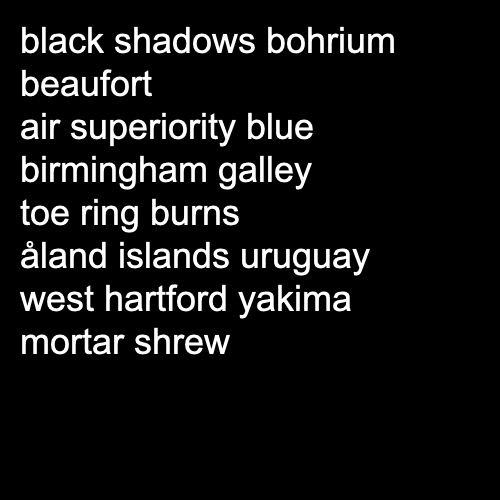 black shadows bohrium
beaufort
air superiority blue
birmingham galley
toe ring burns
åland islands uruguay
west hartford yakima
mortar shrew